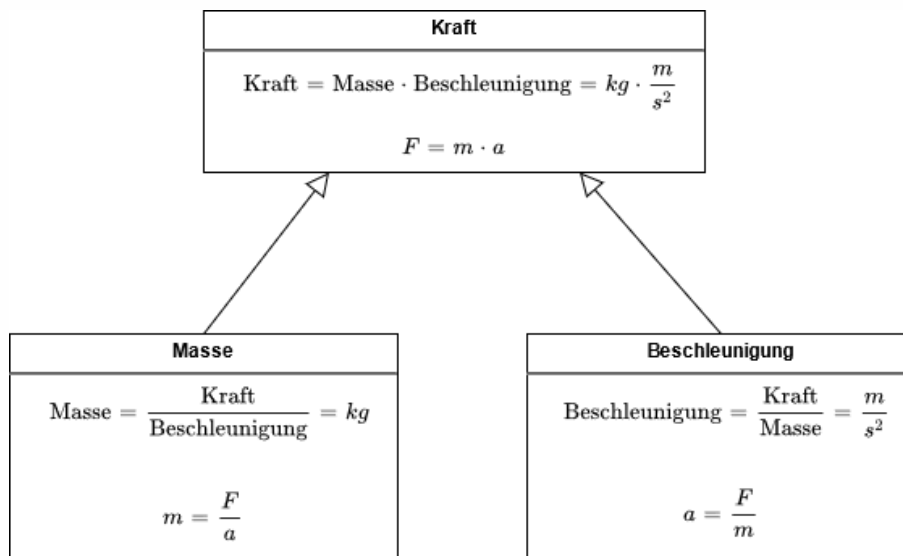 Kraft
Kraft = Masse · Beschleunigung = kg · m/s²
F = m · a
Masse
Masse = Kraft/Beschleunigung = kg
m = F/a
Beschleunigung
Beschleunigung = Kraft/Masse = m/s²
a = F/m